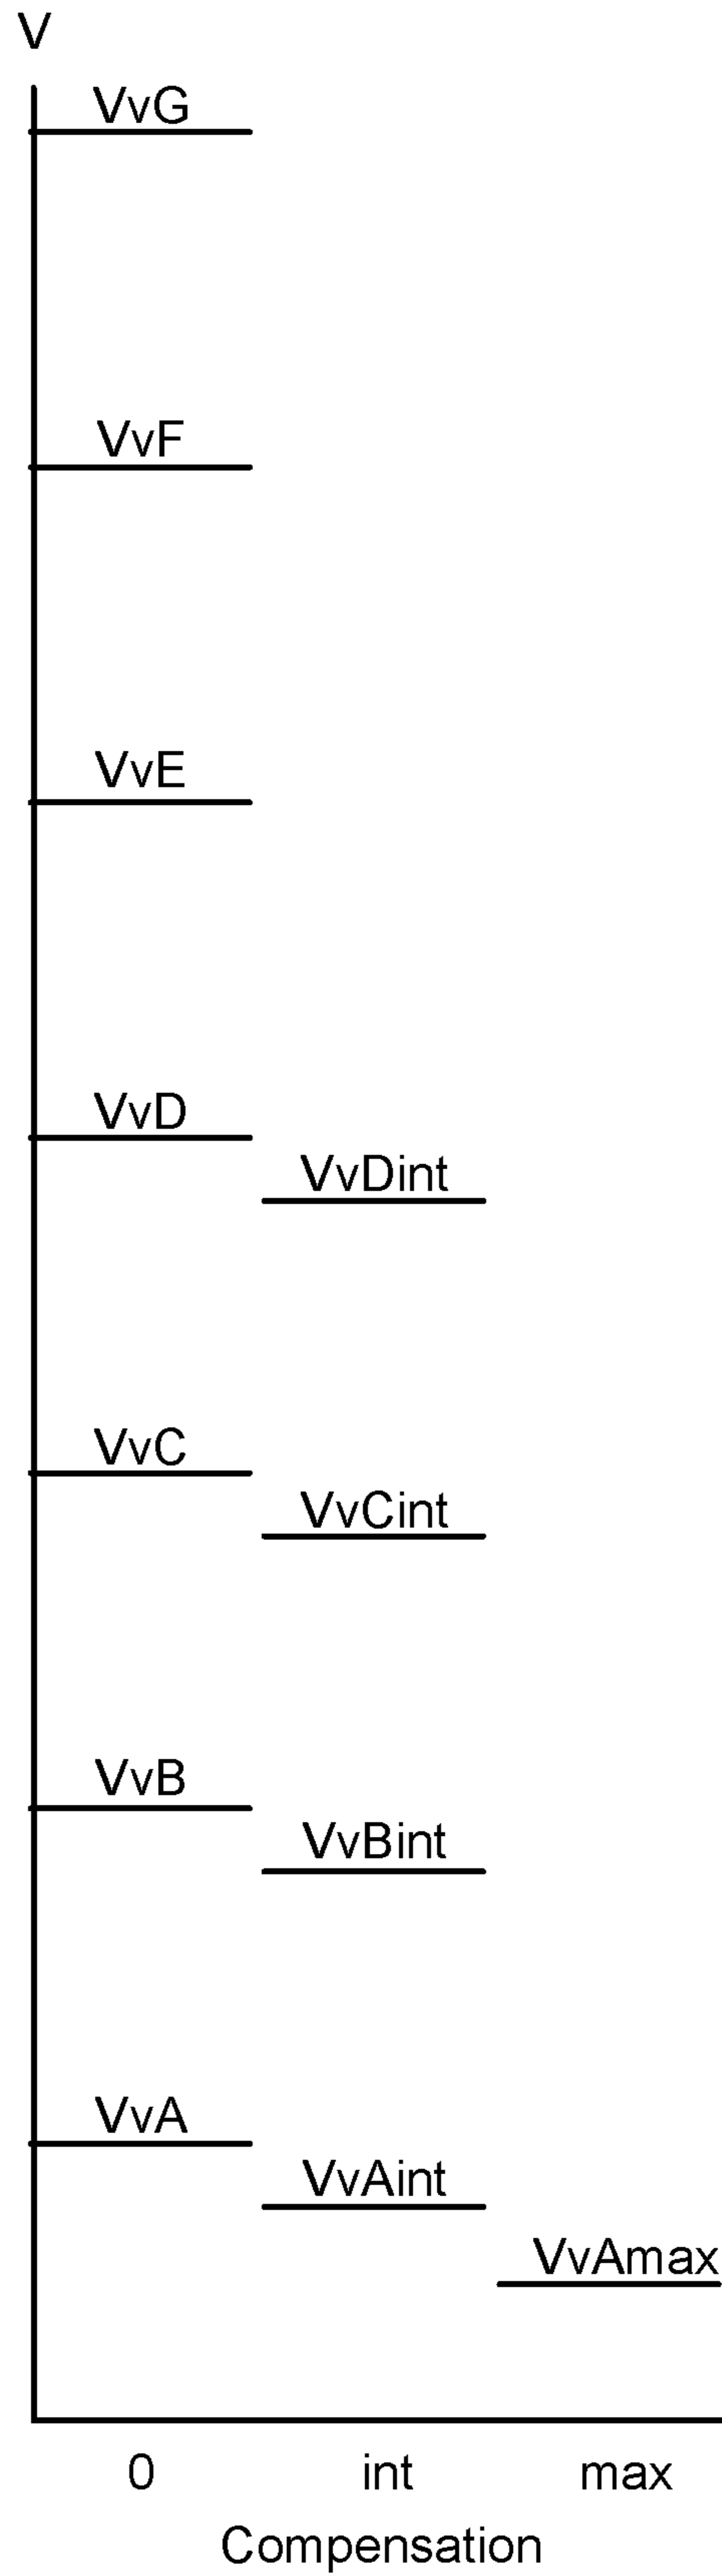 V
VvG
VvF
VvE
VvD
VvDint
VvC
VvCint
VvB
VvBint
VvA
VvAint
VvAmax
0 int max
Compensation